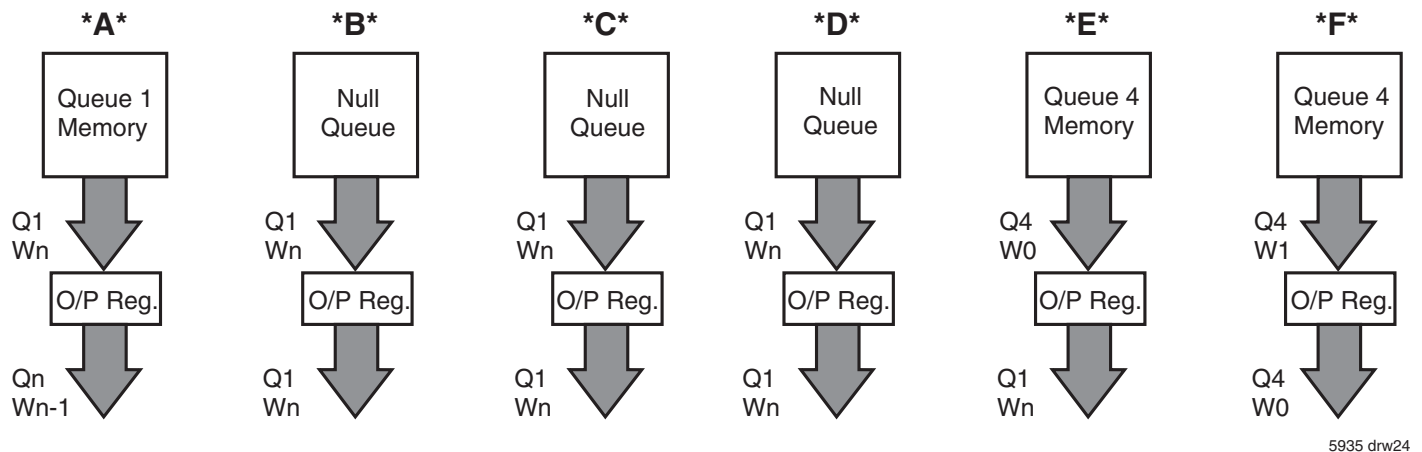 *A*
*B*
*C*
*D*
*E*
*F*
Queue 1
Memory
Null
Queue
Null
Queue
Null
Queue
Queue 4
Memory
Queue 4
Memory
Q1
Wn
Q1
Wn
Q1
Wn
Q1
Wn
Q4
W0
Q4
W1
O/P Reg.
O/P Reg.
O/P Reg.
O/P Reg.
O/P Reg.
O/P Reg.
Qn
Wn-1
Q1
Wn
Q1
Wn
Q1
Wn
Q1
Wn
Q4
W0
5935 drw24